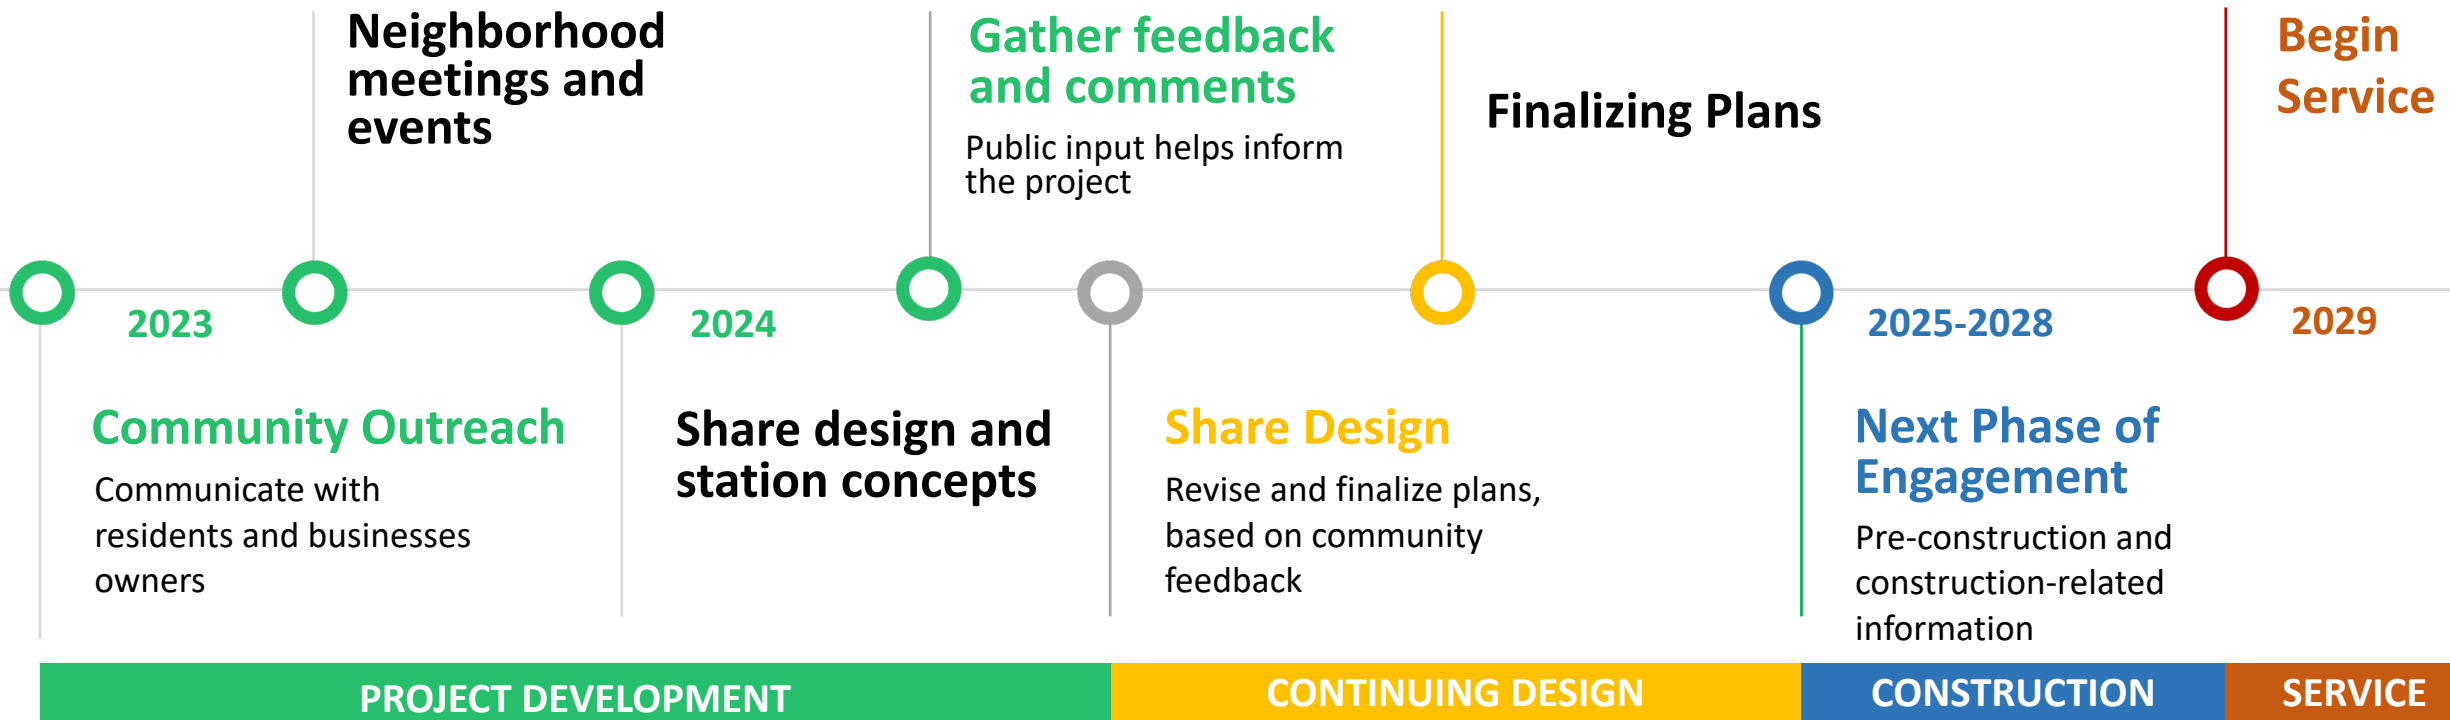 Neighborhood
meetings and
events
Gather feedback
and comments
Public input helps inform
the project
Finalizing Plans
Begin
Service
2023
2024
2025-2028
2029
Community Outreach
Communicate with
residents and businesses
owners
Share design and
station concepts
Share Design
Revise and finalize plans,
based on community
feedback
Next Phase of
Engagement
Pre-construction and
construction-related
information
PROJECT DEVELOPMENT
CONTINUING DESIGN
CONSTRUCTION
SERVICE